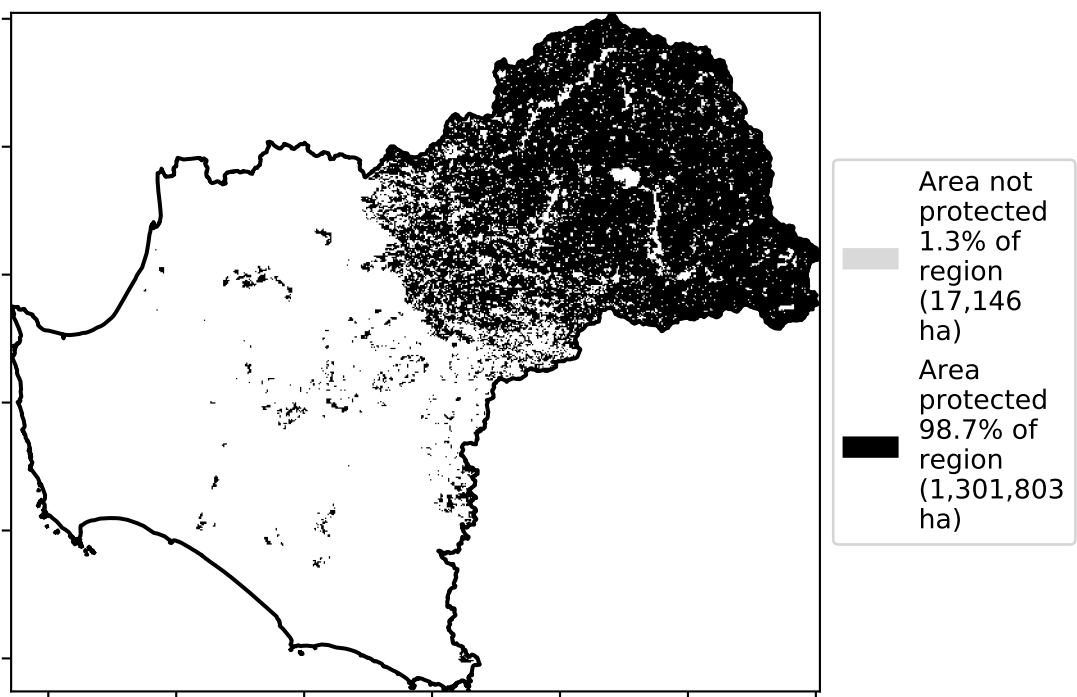 Area not
protected
1.3% of
region
(17,146
ha)
Area
protected
98.7% of
region
(1,301,803
ha)